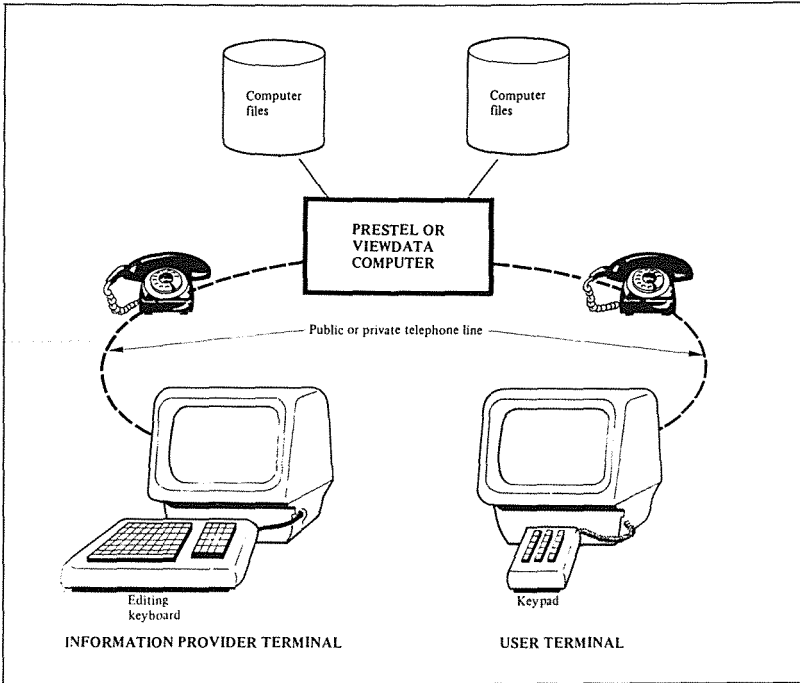 Computer
files
Computer
files
PRESTEL OR
VIEWDATA
COMPUTER
Public or private telephone line
Editing
keyboard
Keypad
INFORMATION PROVIDER TERMINAL
USER TERMINAL